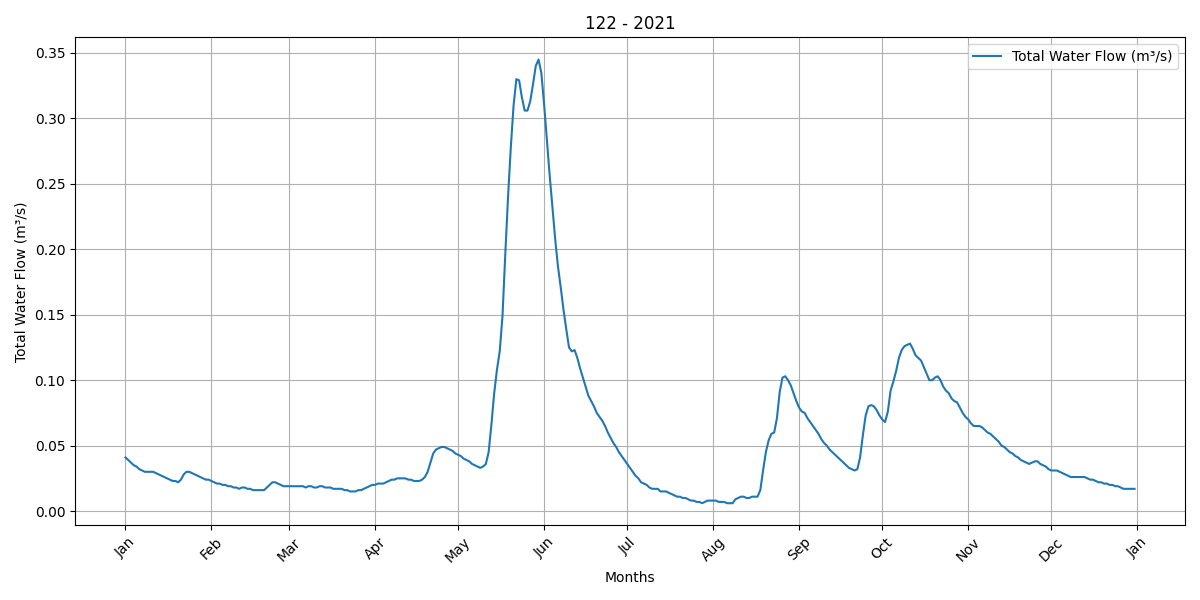 122 - 2021
Total Water Flow (m³/s)
Total Water Flow (m³/s)
0.35
0.30
0.25
0.20
0.15
0.10
0.05
0.00
Jan
Feb
Mar
Apr
May
Jun
Jul
Aug
Sep
Oct
Nov
Dec
Jan
Months